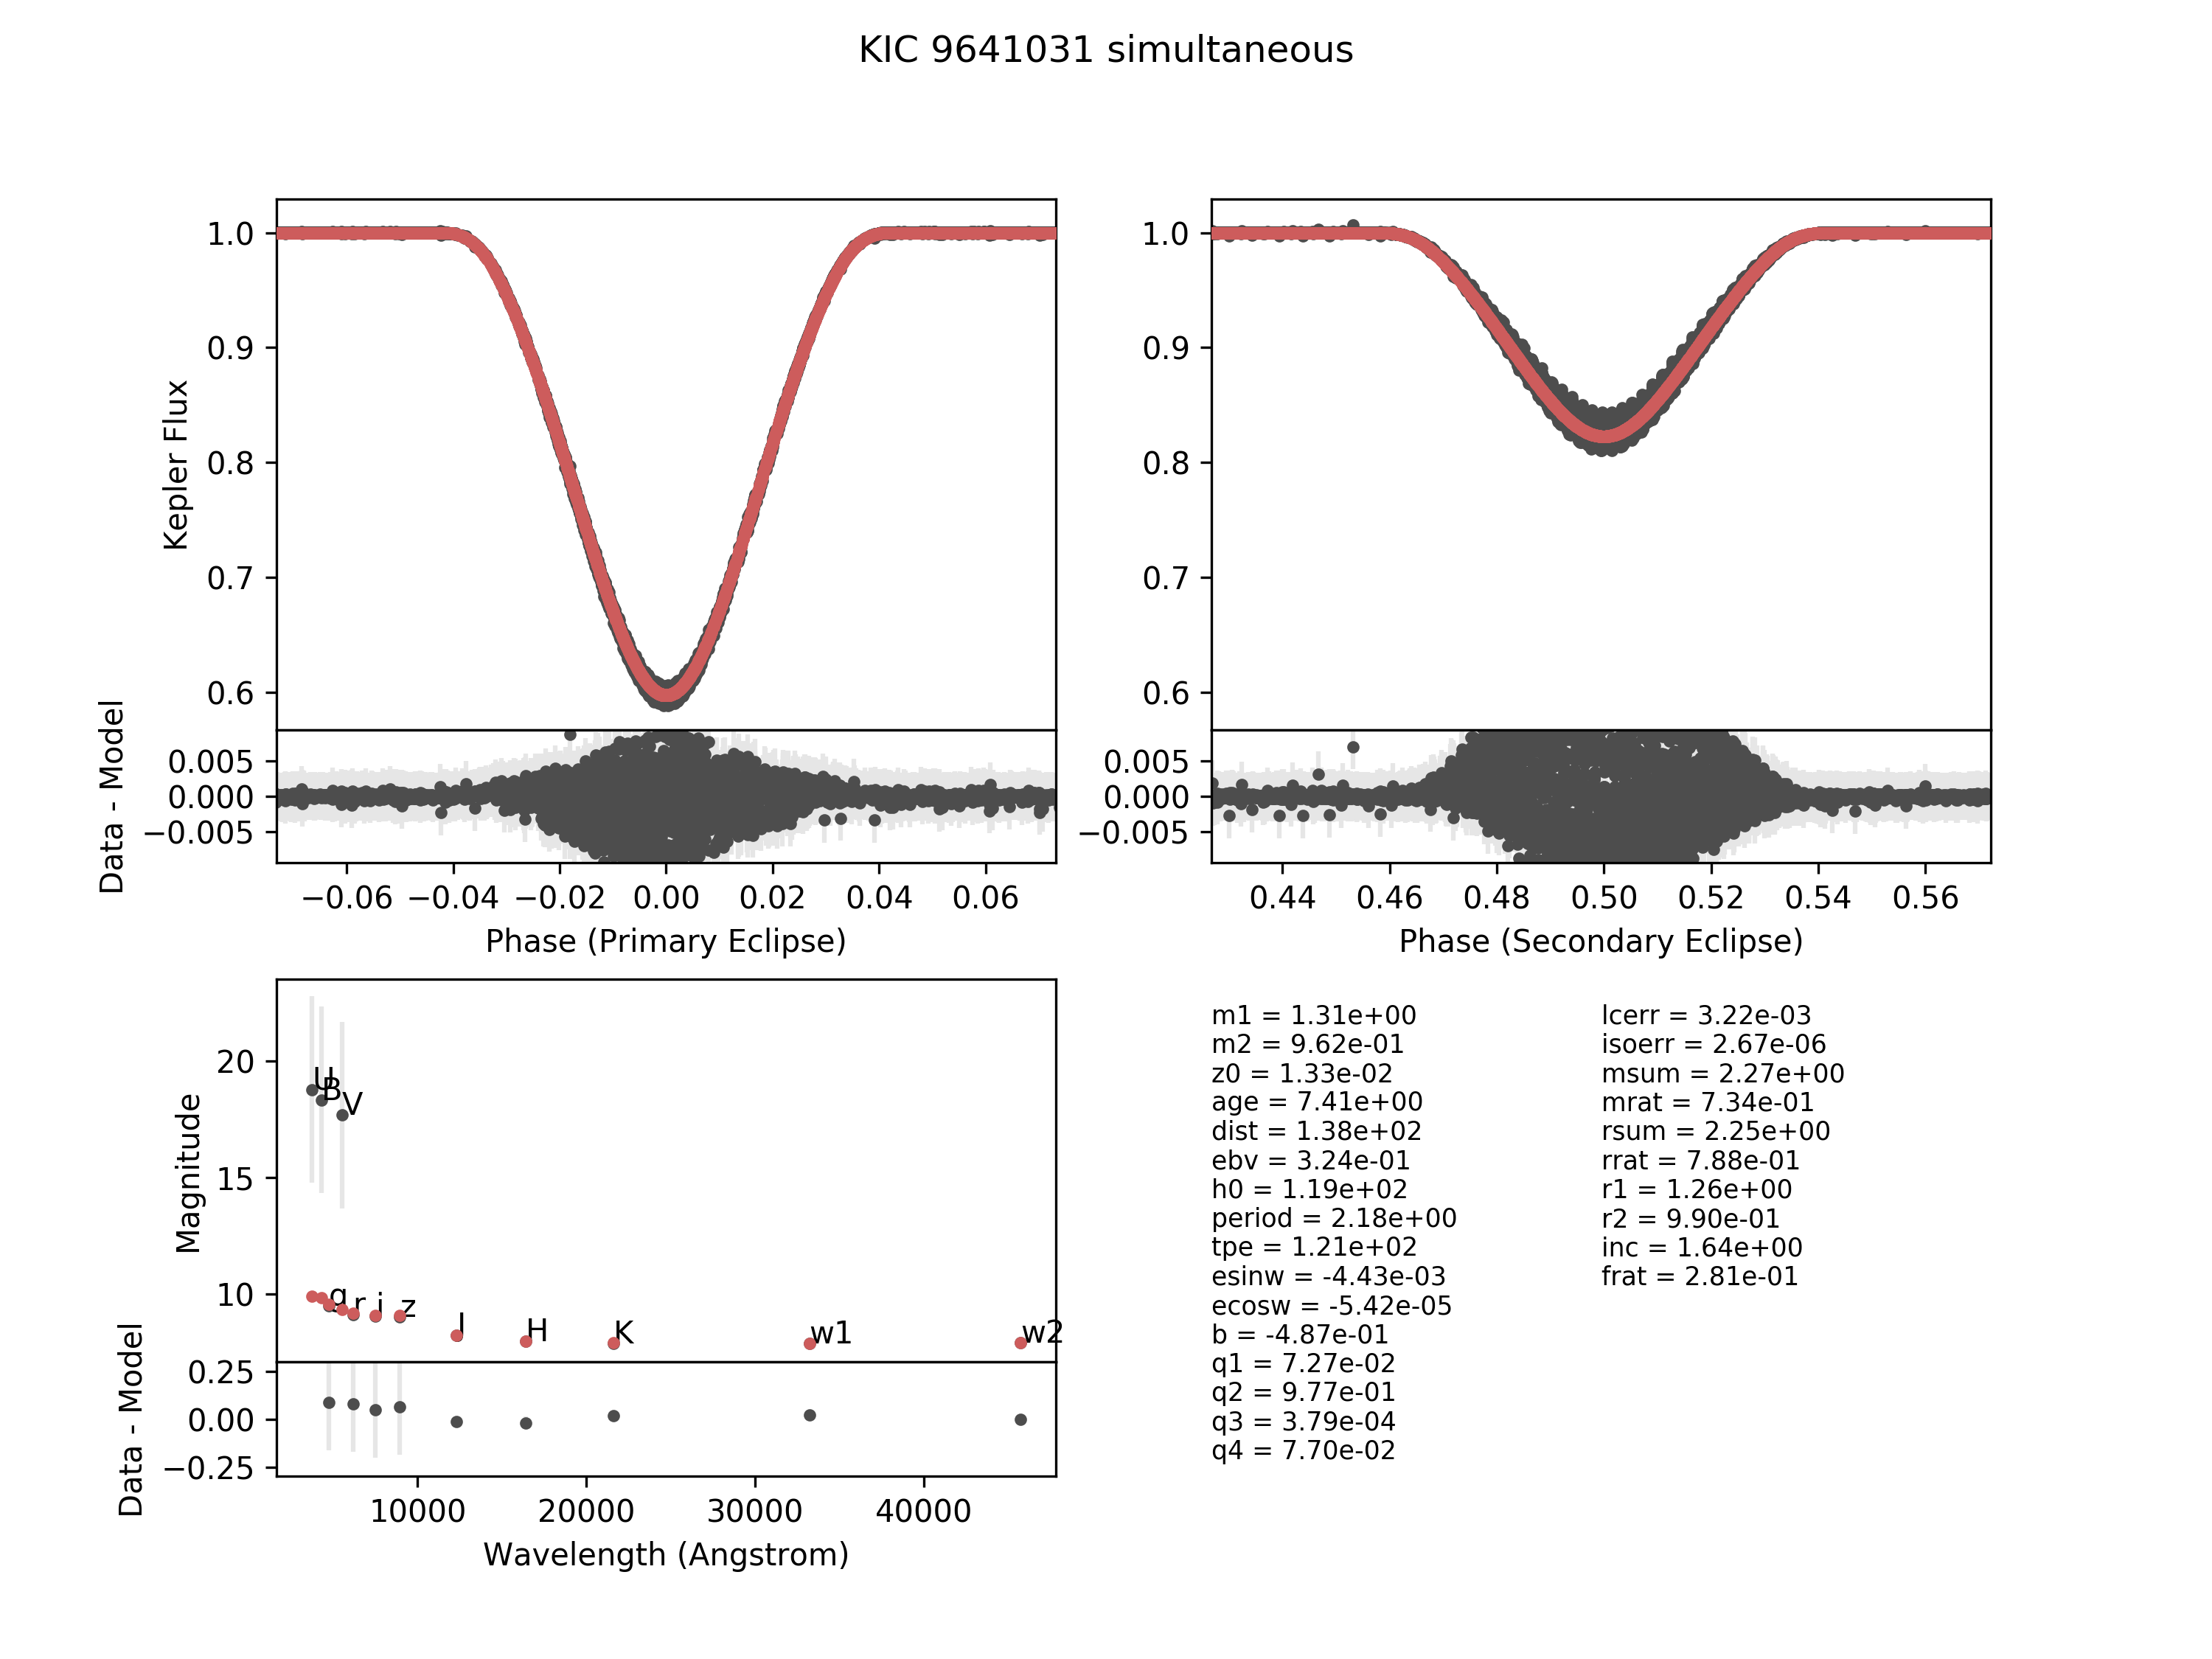 KIC 9641031 simultaneous
Kepler Flux
1.0
0.9
0.8
0.7
0.6
1.0
0.9
0.8
0.7
0.6
Data - Model
0.005
0.000
−0.005
0.005
0.000
−0.005
−0.06 −0.04 −0.02 0.00 0.02 0.04 0.06
0.44 0.46 0.48 0.50 0.52 0.54 0.56
Phase (Primary Eclipse)
Phase (Secondary Eclipse)
Magnitude
20
15
10
U
B
V
g
r
i
z
J
H
K
w1
w2
Data - Model
0.25
0.00
−0.25
10000 20000 30000 40000
Wavelength (Angstrom)
m1 = 1.31e+00
m2 = 9.62e-01
z0 = 1.33e-02
age = 7.41e+00
dist = 1.38e+02
ebv = 3.24e-01
h0 = 1.19e+02
period = 2.18e+00
tpe = 1.21e+02
esinw = -4.43e-03
ecosw = -5.42e-05
b = -4.87e-01
q1 = 7.27e-02
q2 = 9.77e-01
q3 = 3.79e-04
q4 = 7.70e-02
lcerr = 3.22e-03
isoerr = 2.67e-06
msum = 2.27e+00
mrat = 7.34e-01
rsum = 2.25e+00
rrat = 7.88e-01
r1 = 1.26e+00
r2 = 9.90e-01
inc = 1.64e+00
frat = 2.81e-01